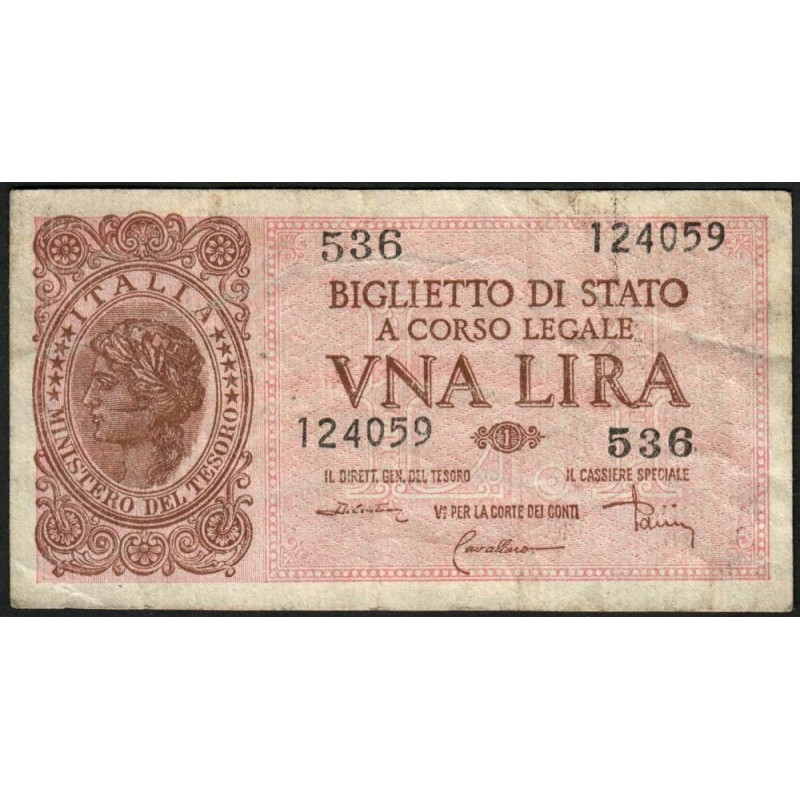 536 124059
BIGLIETTO DI STATO
A CORSO LEGALE
VNA LIRA
124059 1 536
IL DIRETT. GEN. DEL TESORO IL CASSIERE SPECIALE
Vº PER LA CORTE DEI CONTI
Cavallaro
ITALIA
MINISTERO DEL TESORO